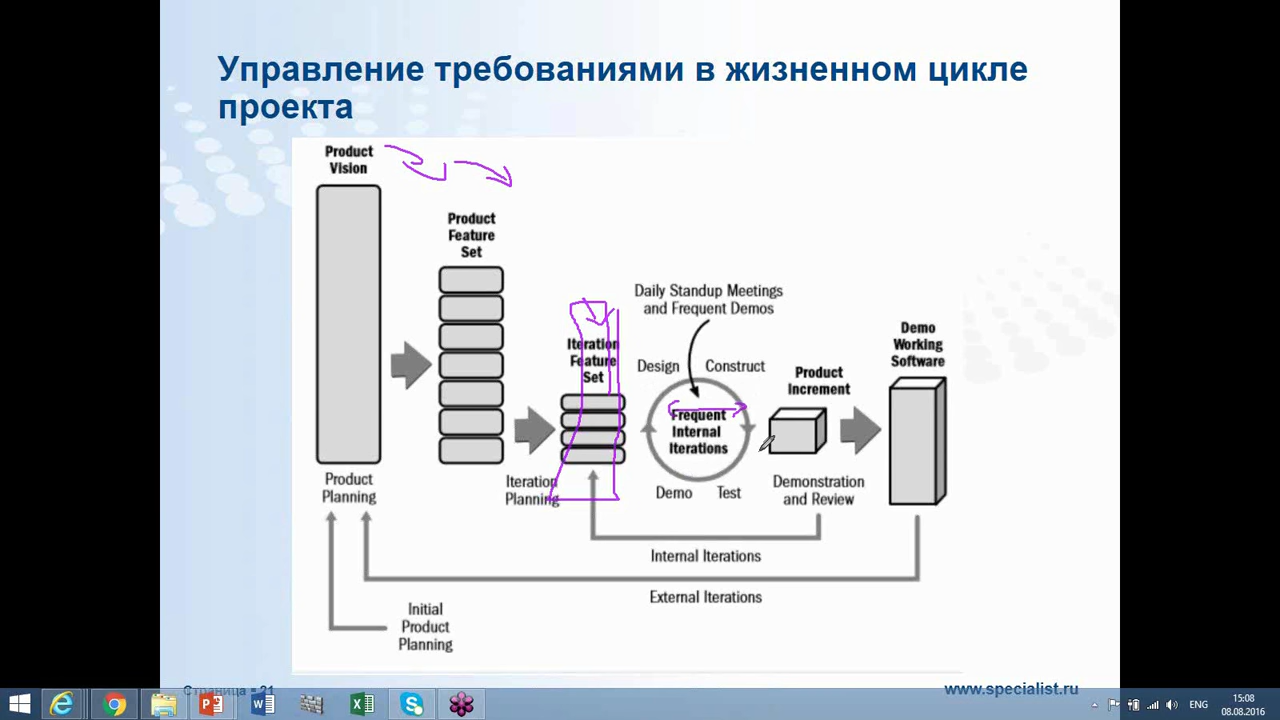 Управление требованиями в жизненном цикле
проекта
Product
Vision
Product
Feature
Set
Daily Standup Meetings
and Frequent Demos
Iteration
Feature
Set
Design
Construct
Product
Increment
Demo
Working
Software
Frequent
Internal
Iterations
Product
Planning
Iteration
Planning
Demo
Test
Demonstration
and Review
Internal Iterations
External Iterations
Initial
Product
Planning
Страница ▪ 21
www.specialist.ru
ENG
15:08
08.08.2016